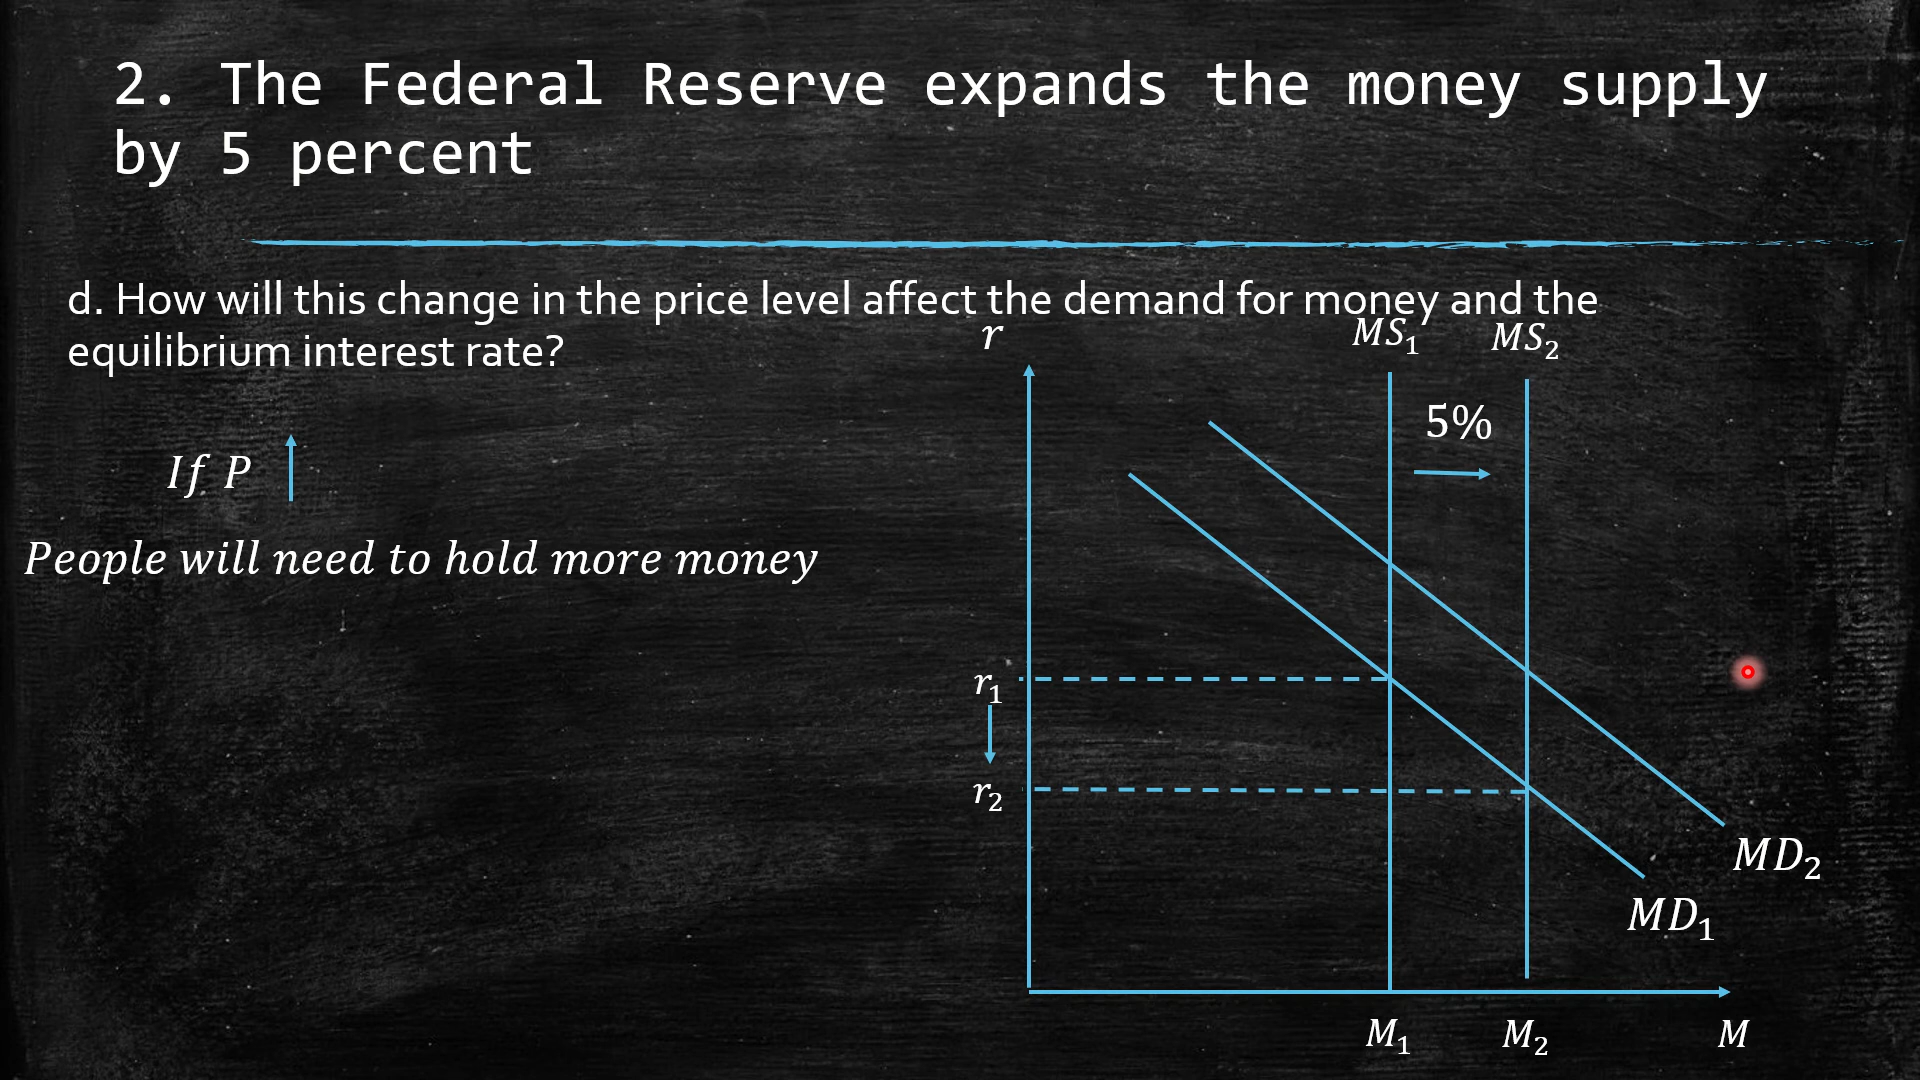 2. The Federal Reserve expands the money supply
by 5 percent
d. How will this change in the price level affect the demand for money and the
equilibrium interest rate?
If P
People will need to hold more money
r
MS₁
MS₂
5%
r₁
r₂
MD₂
MD₁
M₁
M₂
M